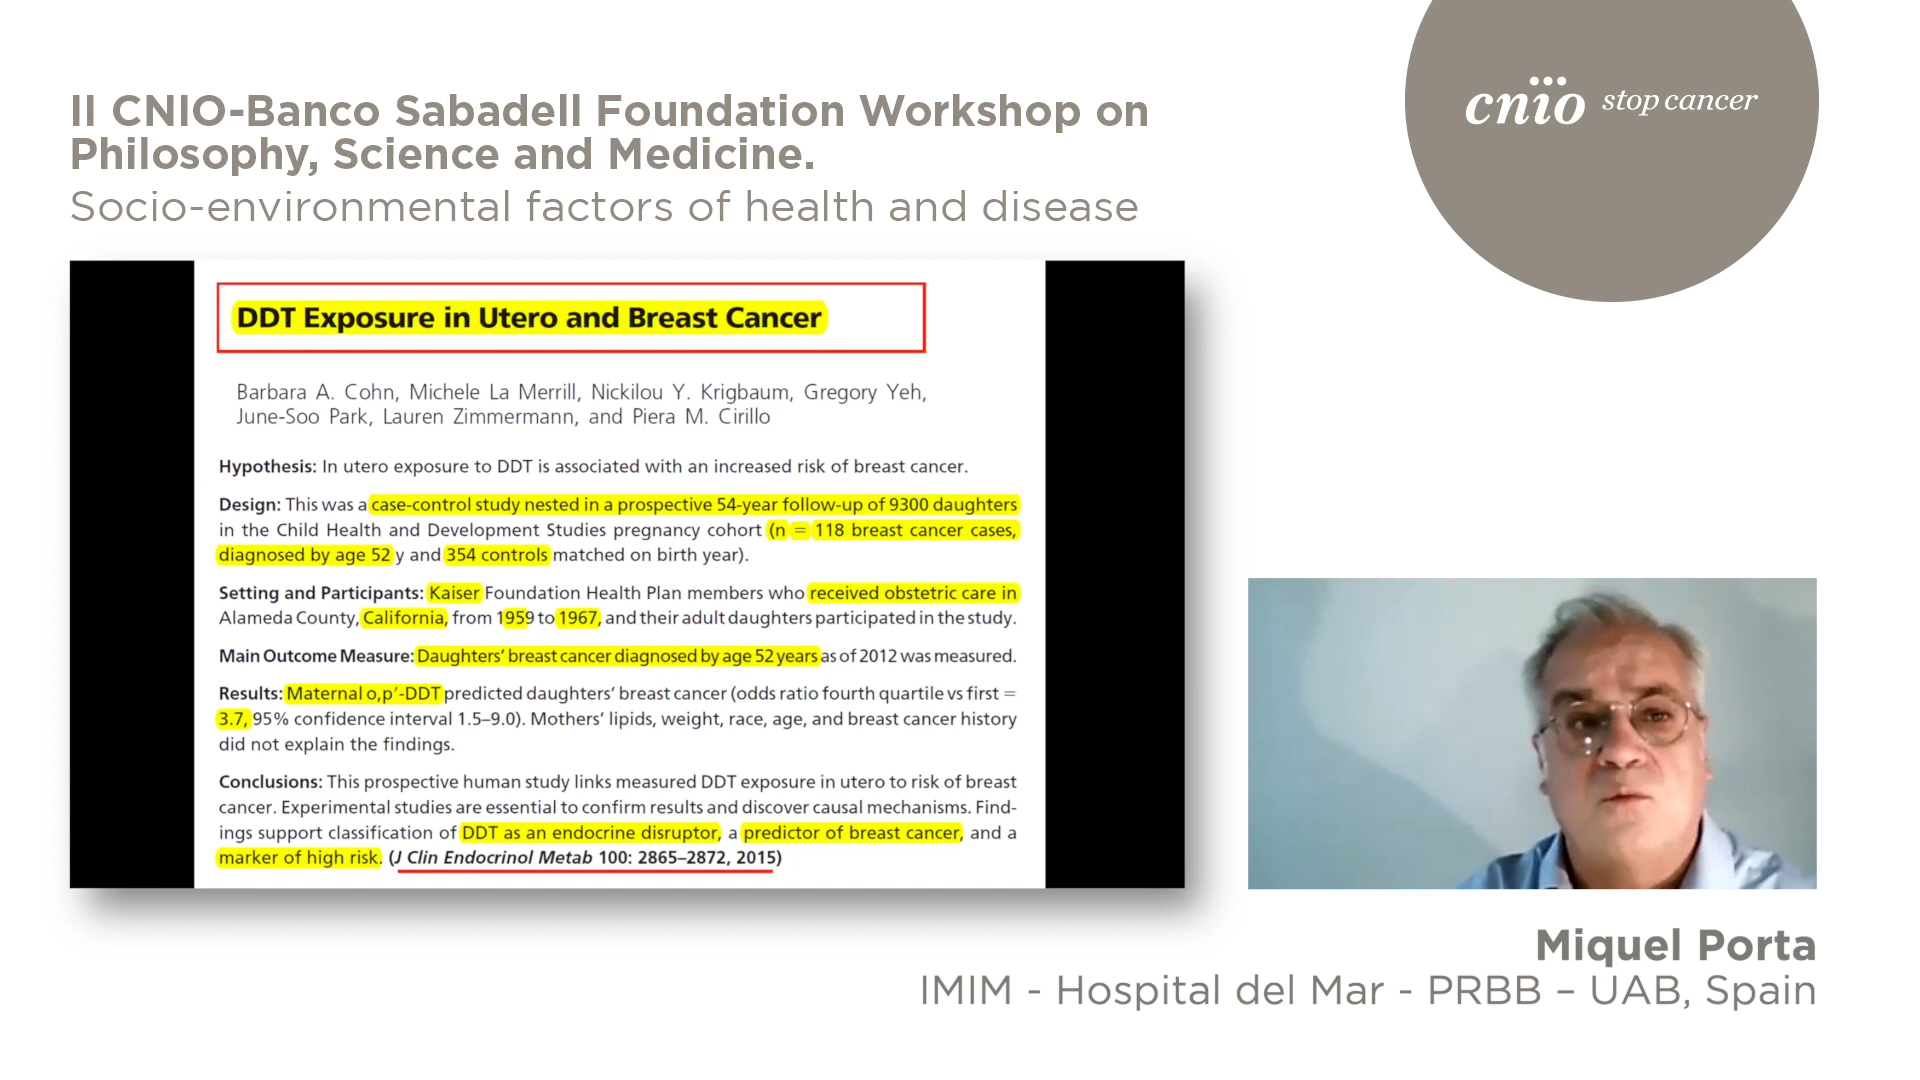 II CNIO-Banco Sabadell Foundation Workshop on
Philosophy, Science and Medicine.
Socio-environmental factors of health and disease
cnio stop cancer
DDT Exposure in Utero and Breast Cancer
Barbara A. Cohn, Michele La Merrill, Nickilou Y. Krigbaum, Gregory Yeh,
June-Soo Park, Lauren Zimmermann, and Piera M. Cirillo
Hypothesis: In utero exposure to DDT is associated with an increased risk of breast cancer.
Design: This was a case-control study nested in a prospective 54-year follow-up of 9300 daughters
in the Child Health and Development Studies pregnancy cohort (n = 118 breast cancer cases,
diagnosed by age 52 y and 354 controls matched on birth year).
Setting and Participants: Kaiser Foundation Health Plan members who received obstetric care in
Alameda County, California, from 1959 to 1967, and their adult daughters participated in the study.
Main Outcome Measure: Daughters' breast cancer diagnosed by age 52 years as of 2012 was measured.
Results: Maternal o,p'-DDT predicted daughters' breast cancer (odds ratio fourth quartile vs first =
3.7, 95% confidence interval 1.5–9.0). Mothers' lipids, weight, race, age, and breast cancer history
did not explain the findings.
Conclusions: This prospective human study links measured DDT exposure in utero to risk of breast
cancer. Experimental studies are essential to confirm results and discover causal mechanisms. Find-
ings support classification of DDT as an endocrine disruptor, a predictor of breast cancer, and a
marker of high risk. (J Clin Endocrinol Metab 100: 2865–2872, 2015)
Miquel Porta
IMIM - Hospital del Mar - PRBB – UAB, Spain